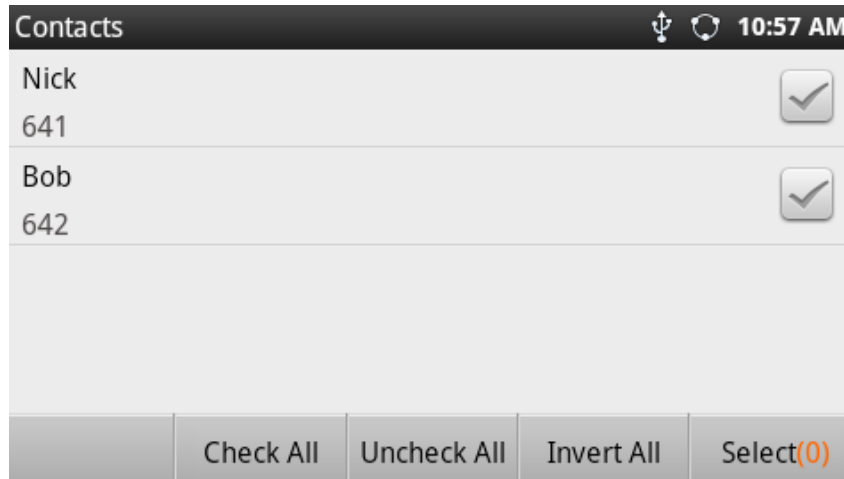 Contacts 10:57 AM
Nick
641
Bob
642
Check All Uncheck All Invert All Select(0)